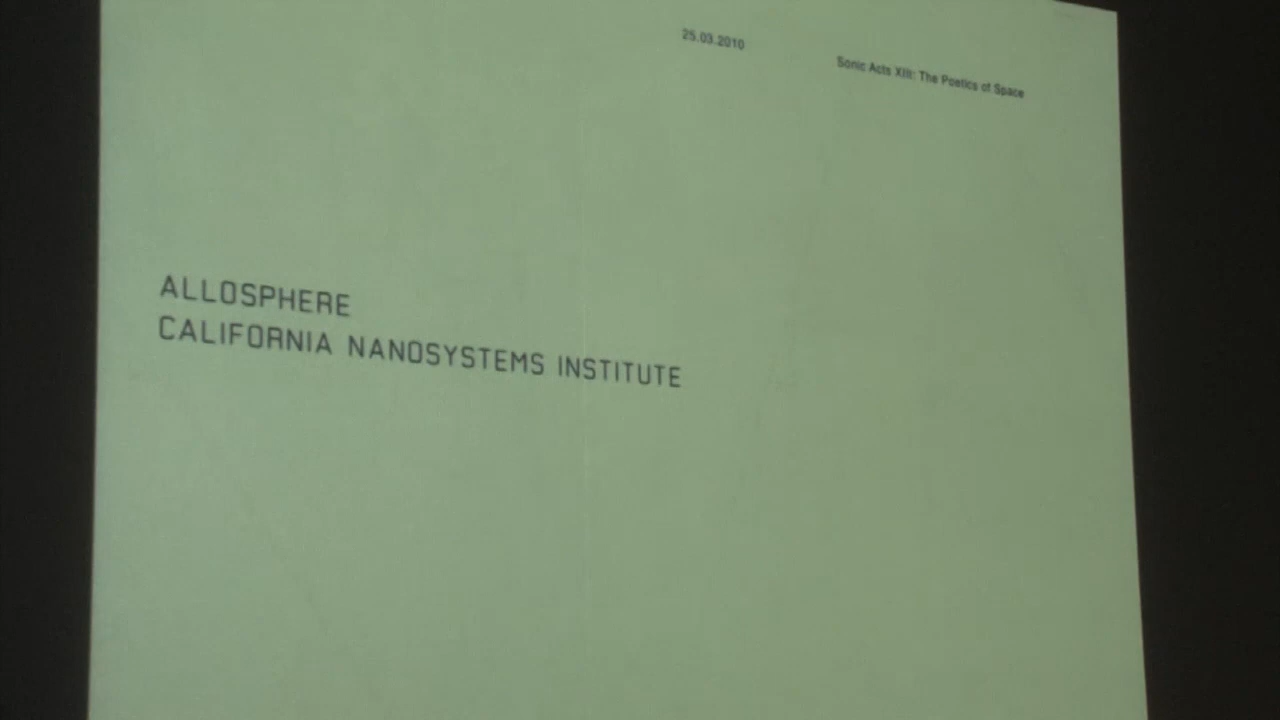 25.03.2010
Sonic Acts XIII: The Poetics of Space
ALLOSPHERE
CALIFORNIA NANOSYSTEMS INSTITUTE